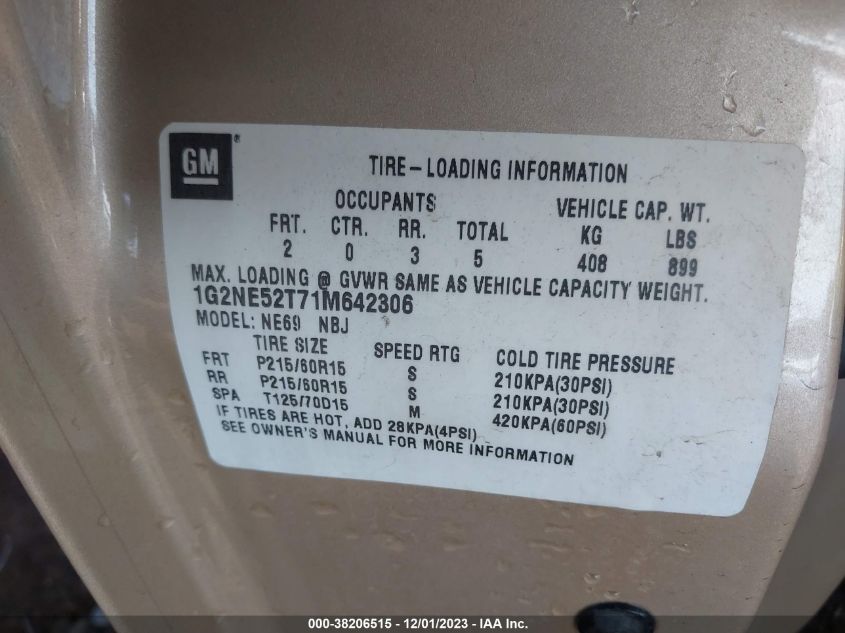 GM ®
TIRE-LOADING INFORMATION
OCCUPANTS VEHICLE CAP. WT.
FRT. CTR. RR. TOTAL KG LBS
2 0 3 5 408 899
MAX. LOADING @ GVWR SAME AS VEHICLE CAPACITY WEIGHT.
1G2NE52T71M642306
MODEL: NE69 NBJ
TIRE SIZE SPEED RTG COLD TIRE PRESSURE
FRT P215/60R15 S 210KPA(30PSI)
RR P215/60R15 S 210KPA(30PSI)
SPA T125/70D15 M 420KPA(60PSI)
IF TIRES ARE HOT, ADD 28KPA(4PSI)
SEE OWNER'S MANUAL FOR MORE INFORMATION
000-38206515 - 12/01/2023 - IAA Inc.